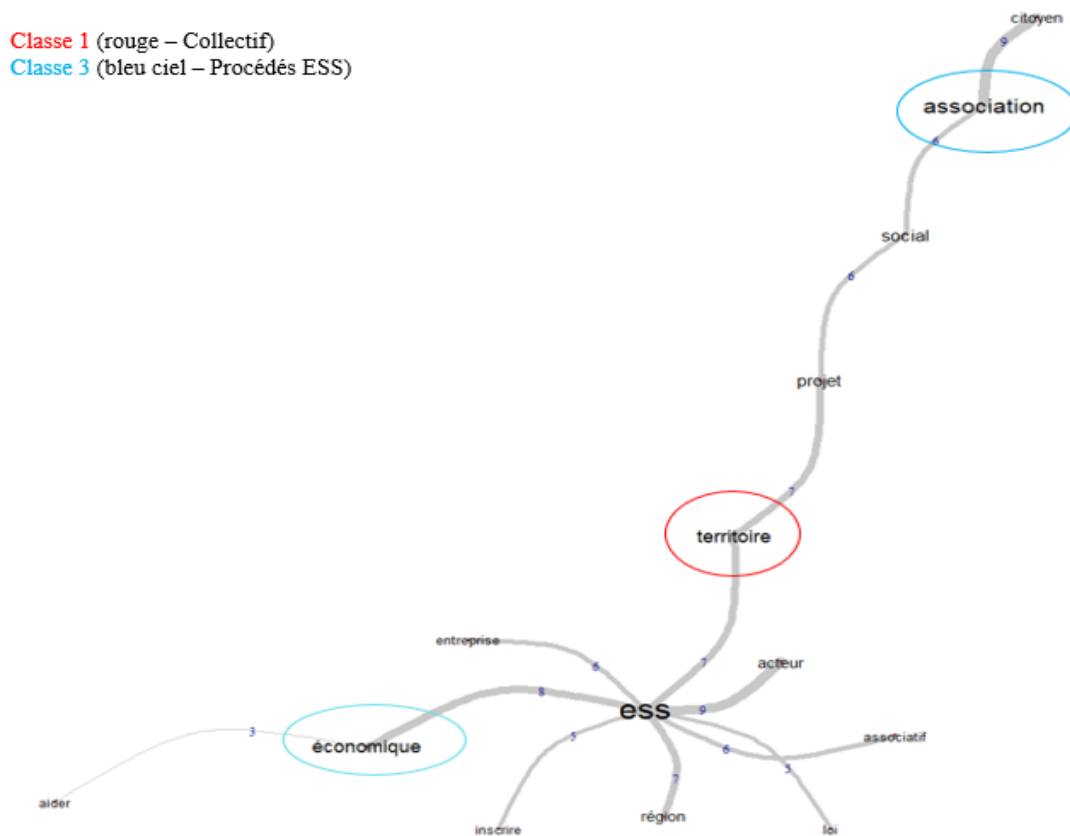 citoyen
Classe 1 (rouge – Collectif)
9
Classe 3 (bleu ciel – Procédés ESS)
association
6
social
6
projet
7
territoire
entreprise
6
7
acteur
8
ess
9
3
économique
5
6
associatif
7
5
aider
région
inscrire
loi